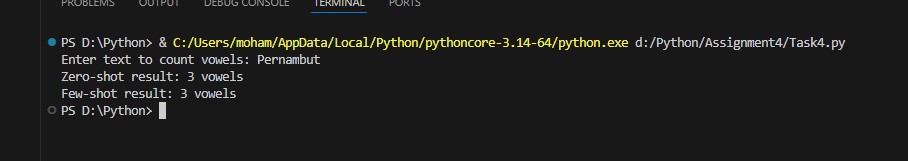 PROBLEMS OUTPUT DEBUG CONSOLE TERMINAL PORTS
PS D:\Python> & C:/Users/moham/AppData/Local/Python/pythoncore-3.14-64/python.exe d:/Python/Assignment4/Task4.py
Enter text to count vowels: Pernambut
Zero-shot result: 3 vowels
Few-shot result: 3 vowels
PS D:\Python>